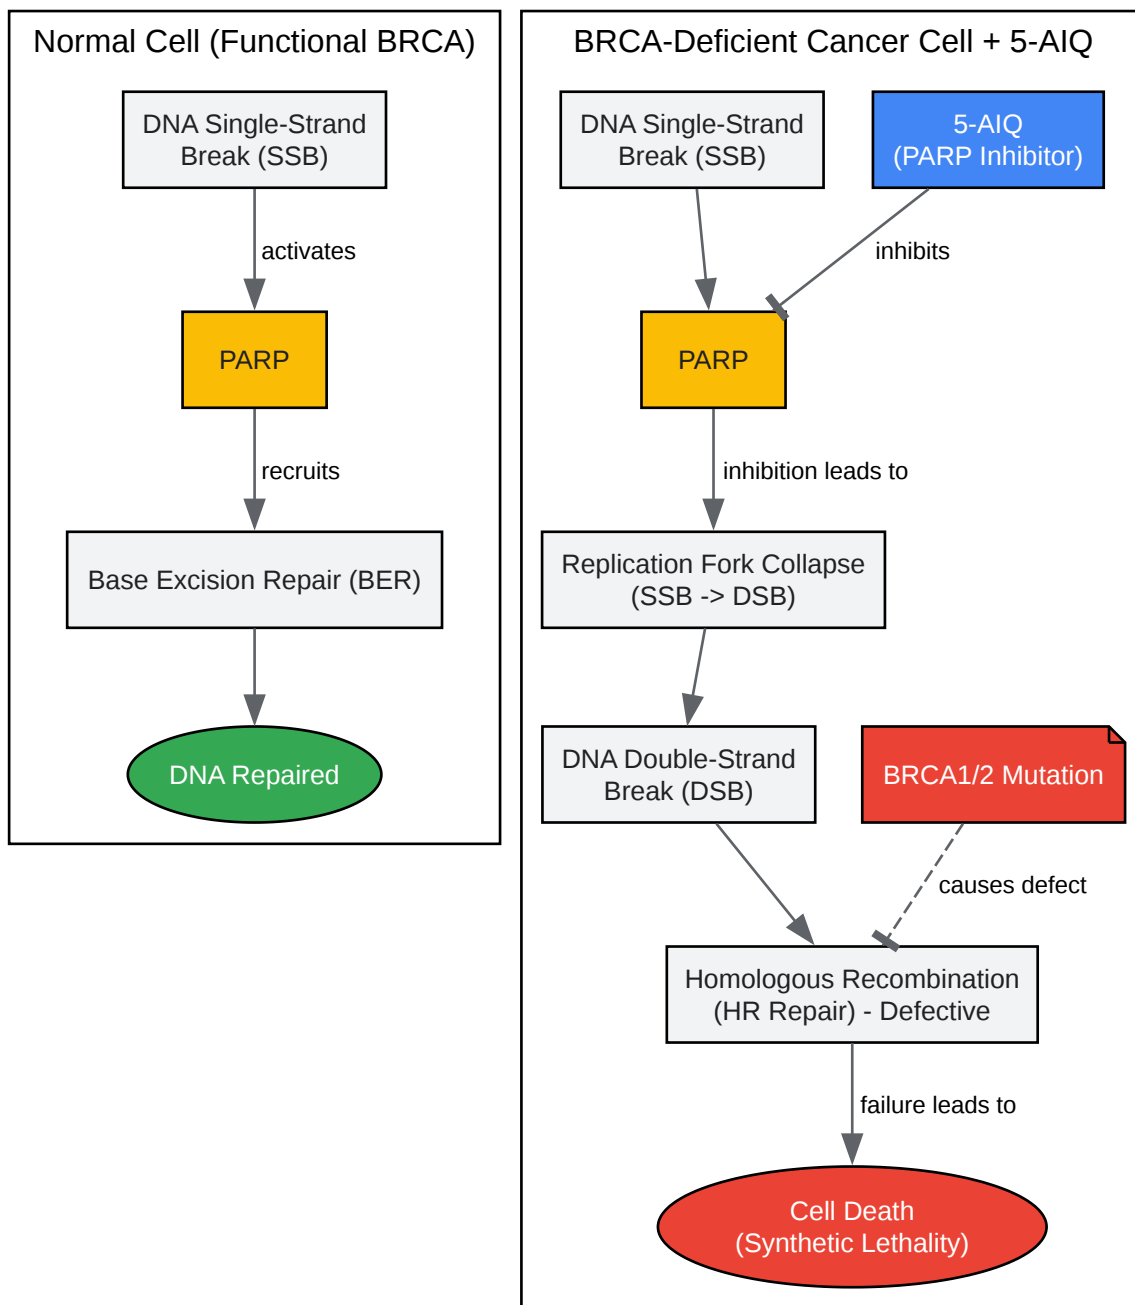 Normal Cell (Functional BRCA)
DNA Single-Strand
Break (SSB)
activates
PARP
recruits
Base Excision Repair (BER)
DNA Repaired
BRCA-Deficient Cancer Cell + 5-AIQ
DNA Single-Strand
Break (SSB)
5-AIQ
(PARP Inhibitor)
inhibits
PARP
inhibition leads to
Replication Fork Collapse
(SSB -> DSB)
DNA Double-Strand
Break (DSB)
BRCA1/2 Mutation
causes defect
Homologous Recombination
(HR Repair) - Defective
failure leads to
Cell Death
(Synthetic Lethality)